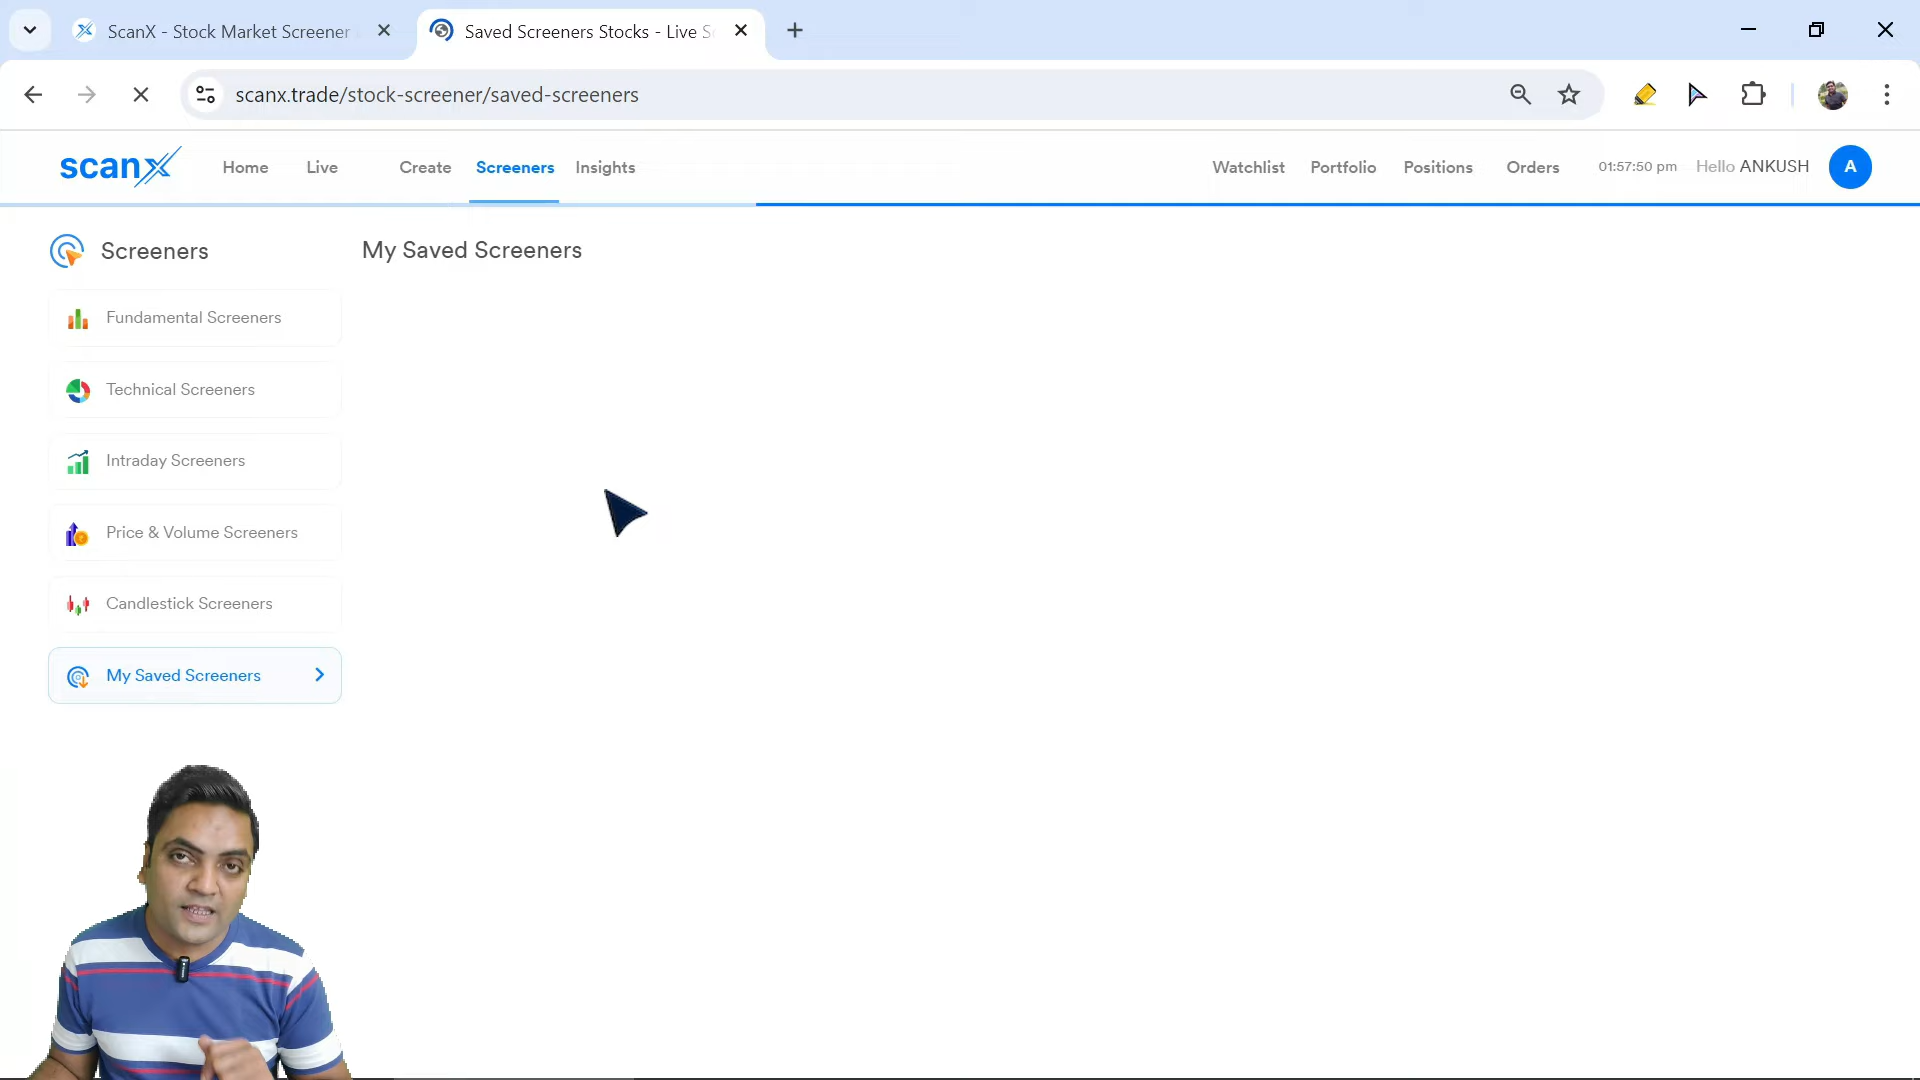 ScanX - Stock Market Screener
Saved Screeners Stocks - Live S
scanx.trade/stock-screener/saved-screeners
scanx
Home
Live
Create
Screeners
Insights
Watchlist
Portfolio
Positions
Orders
01:57:50 pm
Hello ANKUSH
A
Screeners
My Saved Screeners
Fundamental Screeners
Technical Screeners
Intraday Screeners
Price & Volume Screeners
Candlestick Screeners
My Saved Screeners